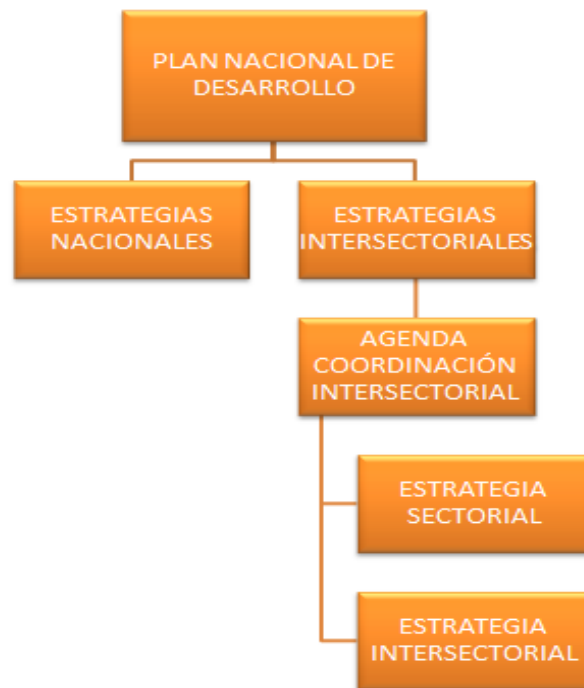 PLAN NACIONAL DE
DESARROLLO
ESTRATEGIAS
NACIONALES
ESTRATEGIAS
INTERSECTORIALES
AGENDA
COORDINACIÓN
INTERSECTORIAL
ESTRATEGIA
SECTORIAL
ESTRATEGIA
INTERSECTORIAL